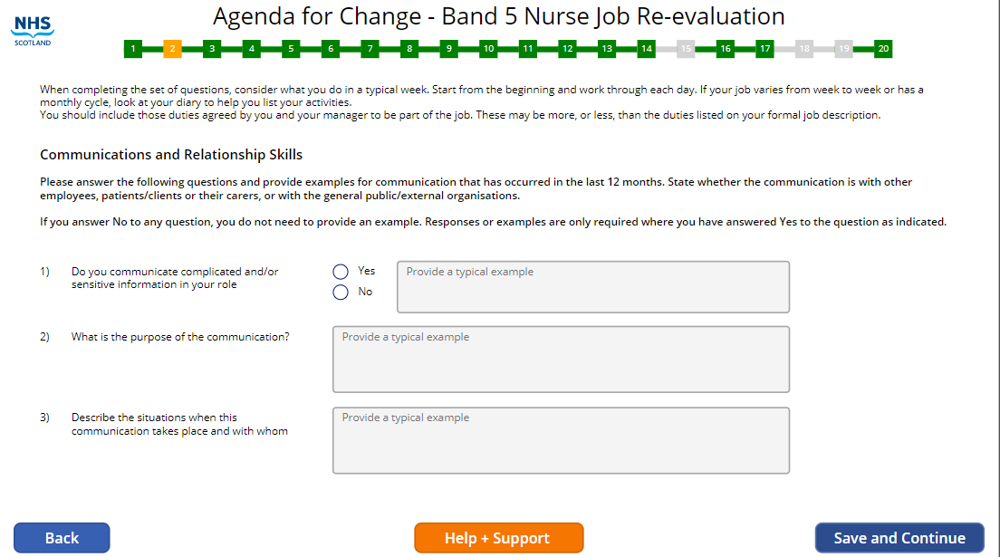 NHS
SCOTLAND
Agenda for Change - Band 5 Nurse Job Re-evaluation
1 2 3 4 5 6 7 8 9 10 11 12 13 14 15 16 17 18 19 20
When completing the set of questions, consider what you do in a typical week. Start from the beginning and work through each day. If your job varies from week to week or has a
monthly cycle, look at your diary to help you list your activities.
You should include those duties agreed by you and your manager to be part of the job. These may be more, or less, than the duties listed on your formal job description.
Communications and Relationship Skills
Please answer the following questions and provide examples for communication that has occurred in the last 12 months. State whether the communication is with other
employees, patients/clients or their carers, or with the general public/external organisations.
If you answer No to any question, you do not need to provide an example. Responses or examples are only required where you have answered Yes to the question as indicated.
1) Do you communicate complicated and/or
sensitive information in your role
Yes
No
Provide a typical example
2) What is the purpose of the communication?
Provide a typical example
3) Describe the situations when this
communication takes place and with whom
Provide a typical example
Back
Help + Support
Save and Continue